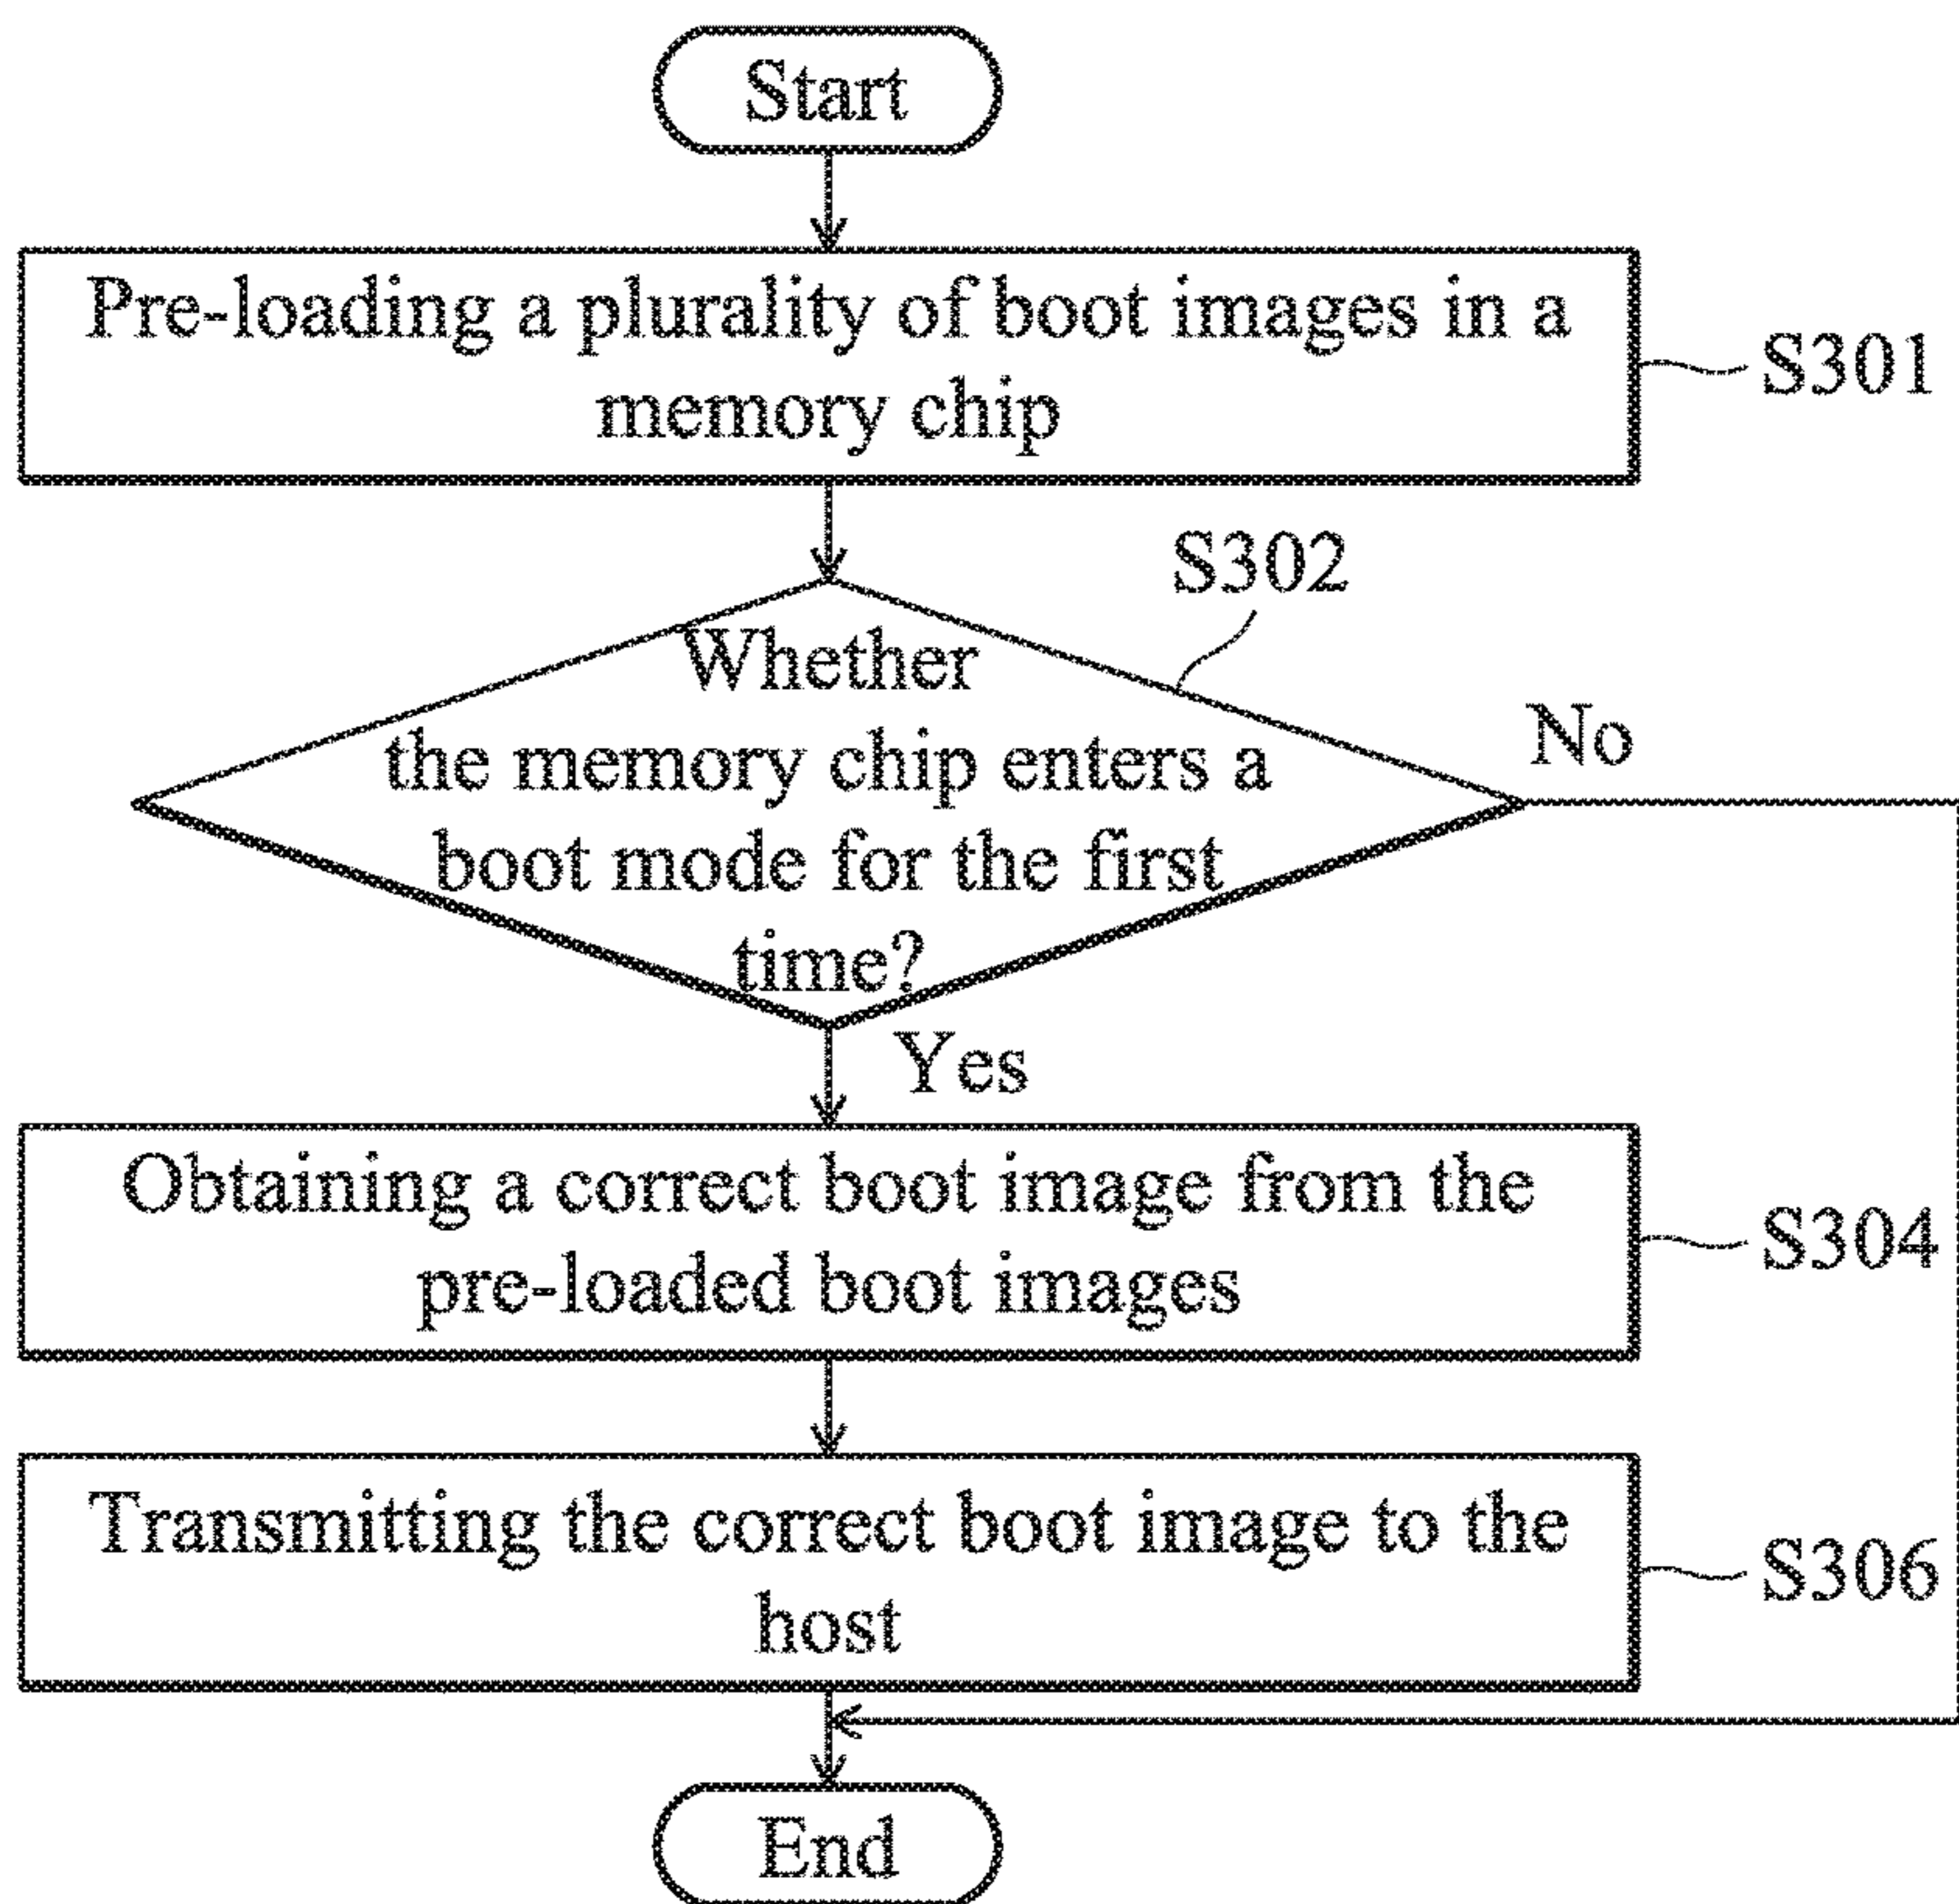 Start
Pre-loading a plurality of boot images in a
memory chip
S301
S302
Whether
the memory chip enters a
boot mode for the first
time?
No
Yes
Obtaining a correct boot image from the
pre-loaded boot images
S304
Transmitting the correct boot image to the
host
S306
End